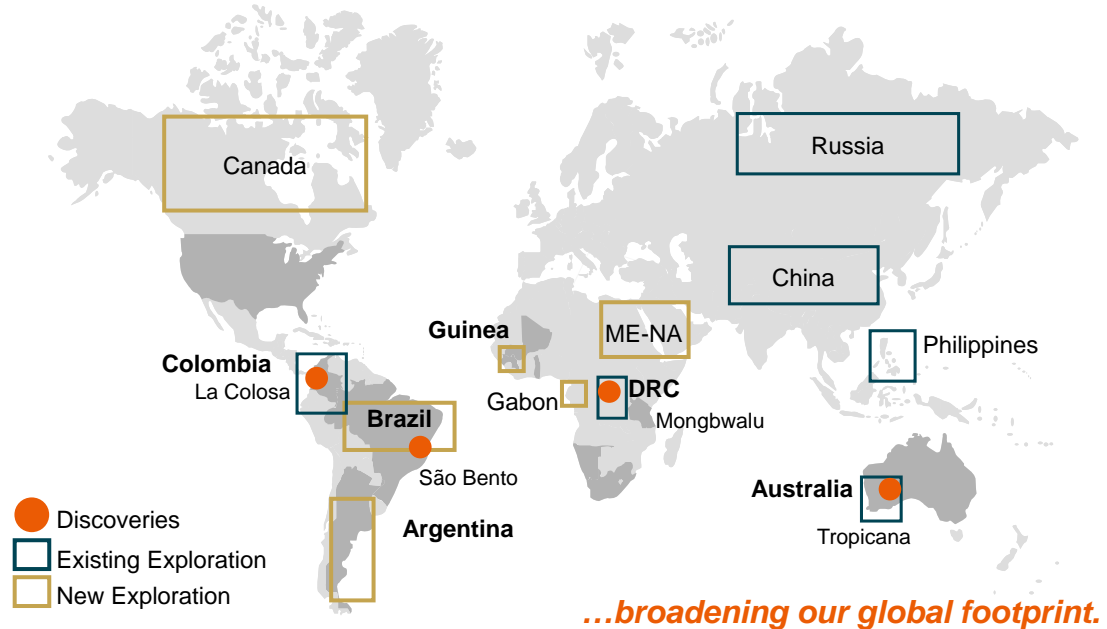 Canada
Russia
China
Guinea
ME-NA
Philippines
Colombia
La Colosa
Gabon
DRC
Mongbwalu
Brazil
São Bento
Australia
Tropicana
Argentina
Discoveries
Existing Exploration
New Exploration
...broadening our global footprint.